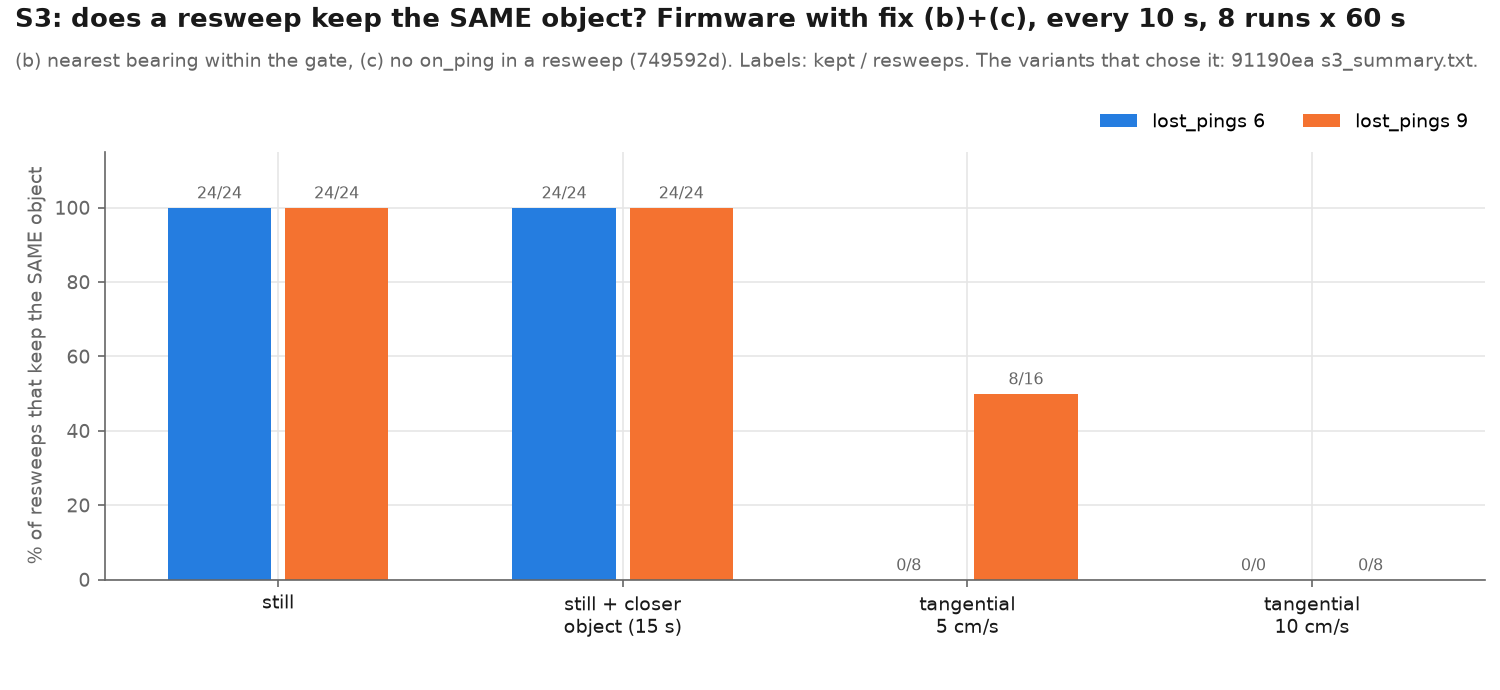 S3: does a resweep keep the SAME object? Firmware with fix (b)+(c), every 10 s, 8 runs x 60 s
(b) nearest bearing within the gate, (c) no on_ping in a resweep (749592d). Labels: kept / resweeps. The variants that chose it: 91190ea s3_summary.txt.
lost_pings 6
lost_pings 9
% of resweeps that keep the SAME object
100
80
60
40
20
0
24/24
24/24
24/24
24/24
0/8
8/16
0/0
0/8
still
still + closer
object (15 s)
tangential
5 cm/s
tangential
10 cm/s